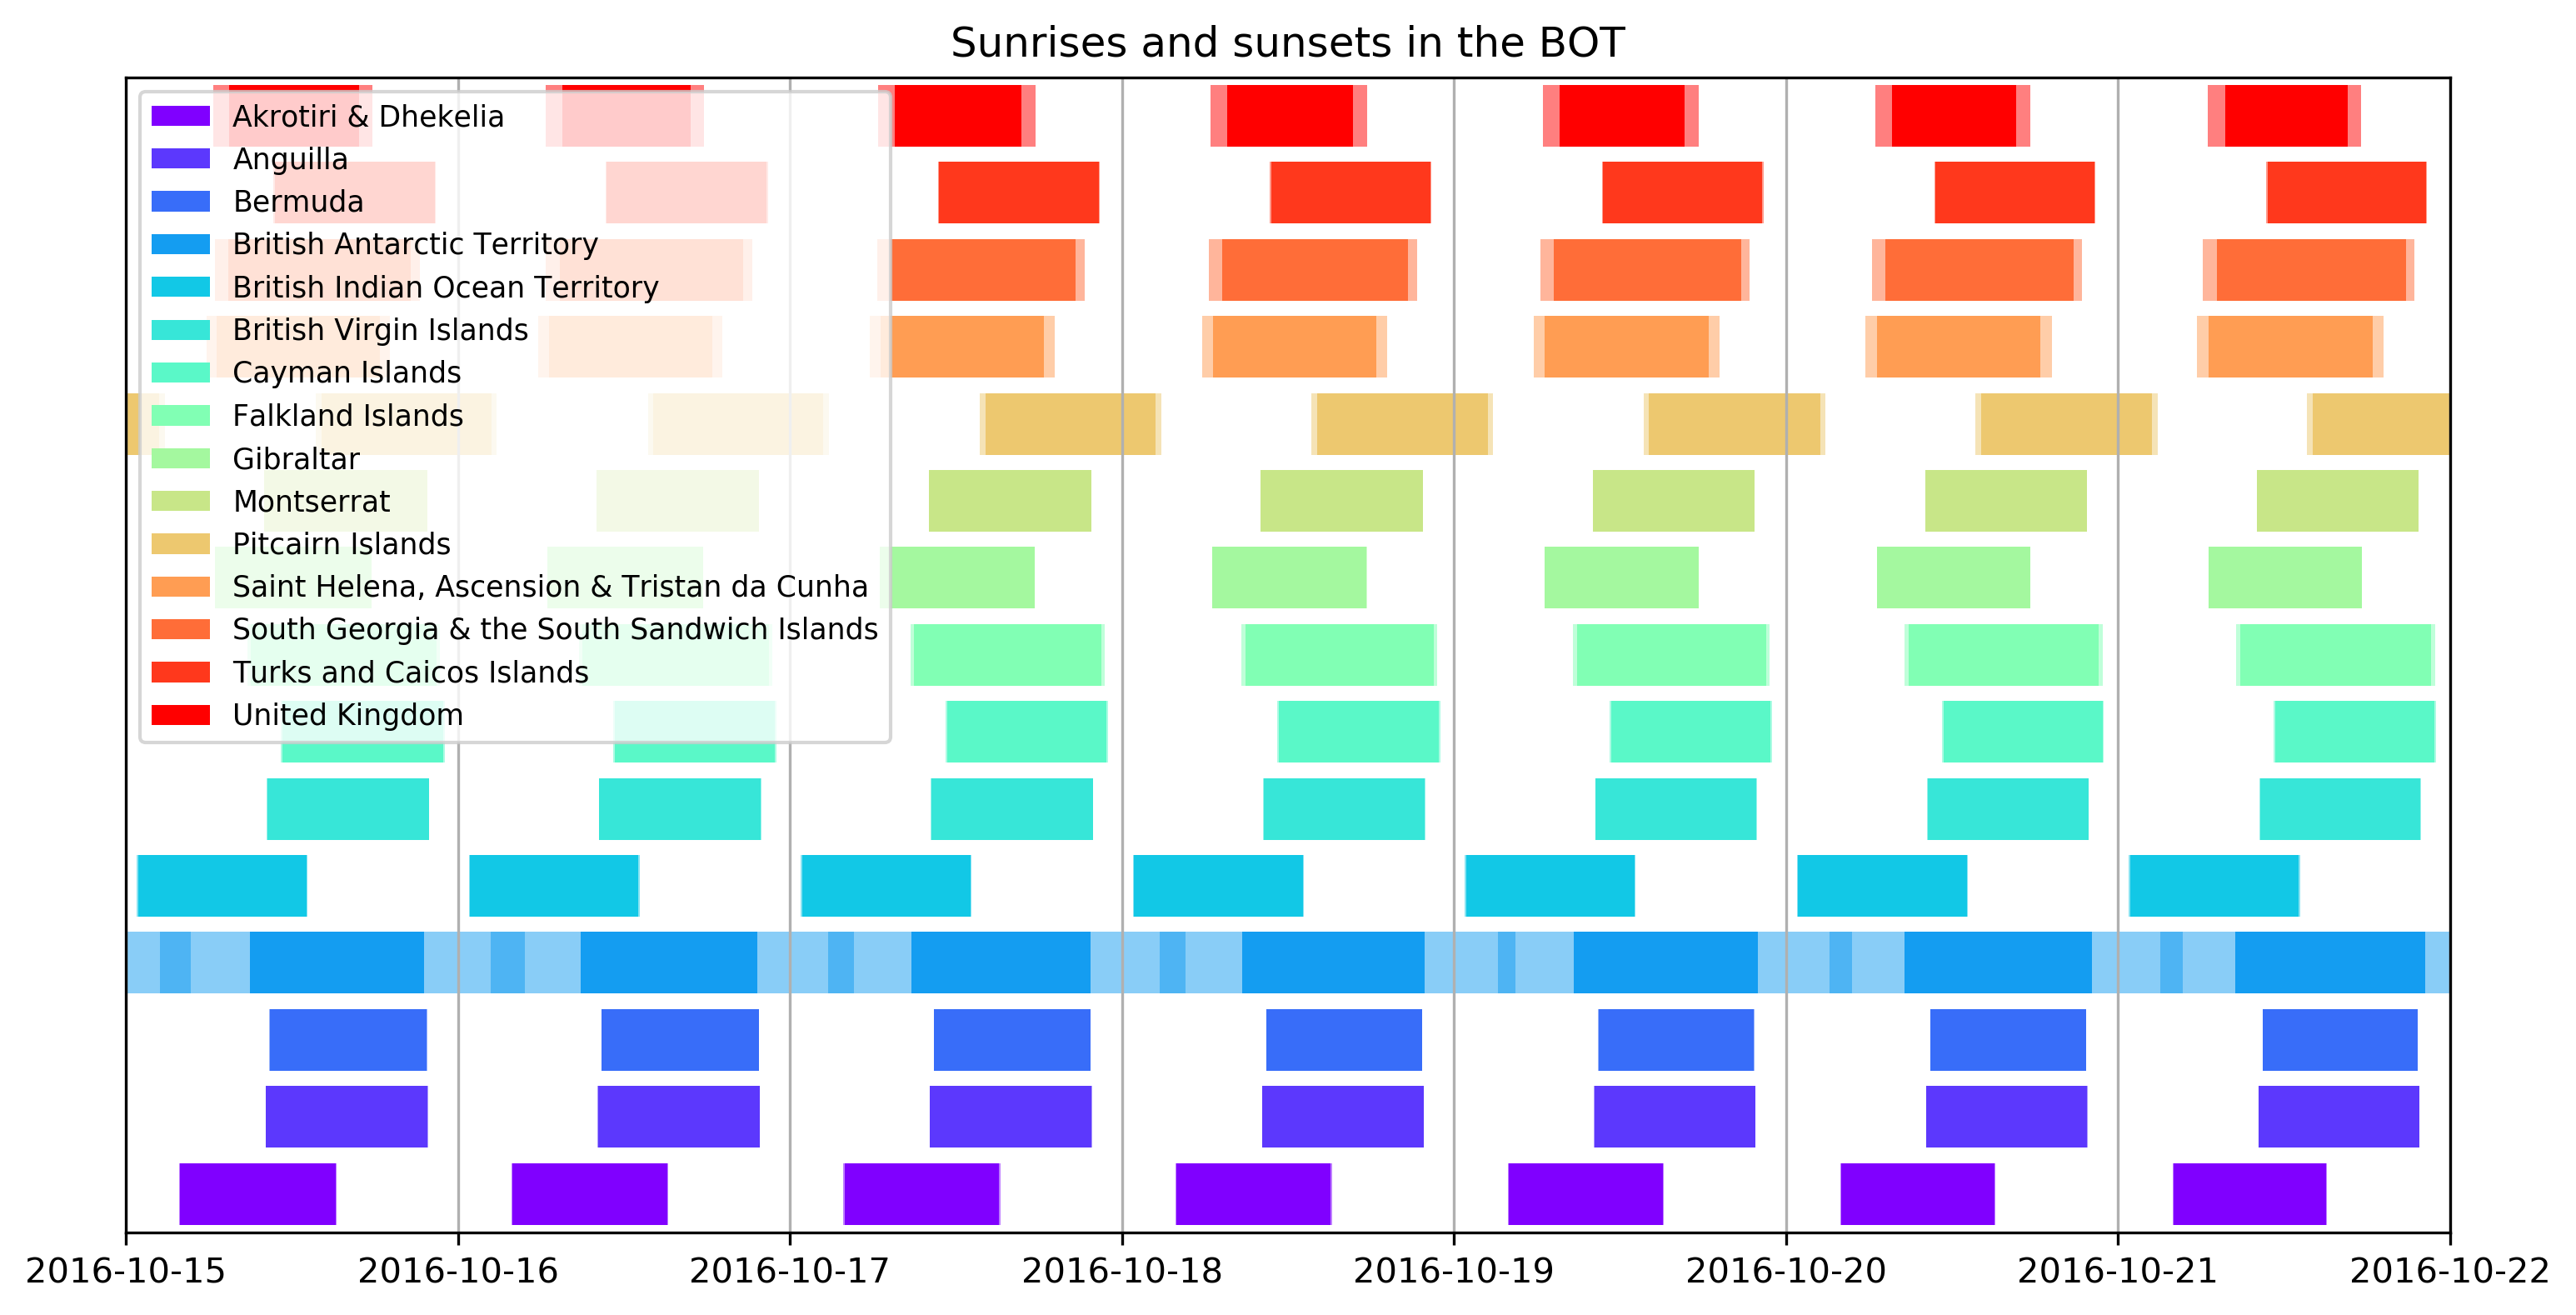 Sunrises and sunsets in the BOT
Akrotiri & Dhekelia
Anguilla
Bermuda
British Antarctic Territory
British Indian Ocean Territory
British Virgin Islands
Cayman Islands
Falkland Islands
Gibraltar
Montserrat
Pitcairn Islands
Saint Helena, Ascension & Tristan da Cunha
South Georgia & the South Sandwich Islands
Turks and Caicos Islands
United Kingdom
2016-10-15 2016-10-16 2016-10-17 2016-10-18 2016-10-19 2016-10-20 2016-10-21 2016-10-22